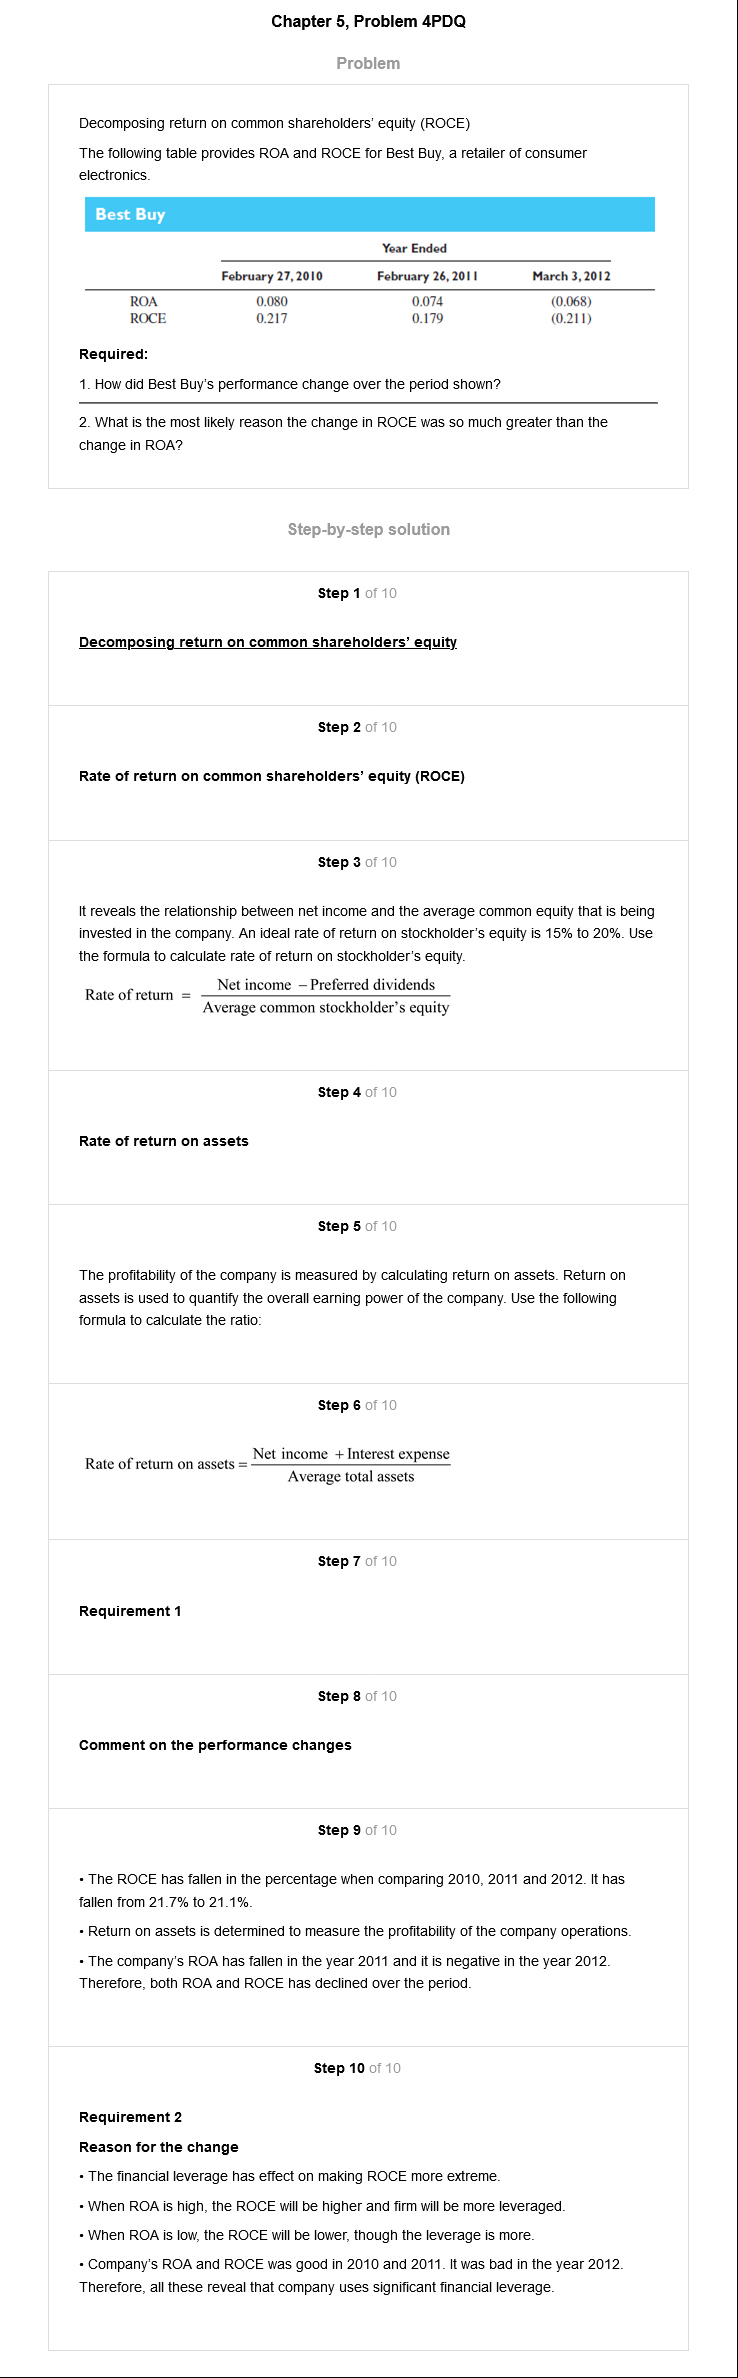 Chapter 5, Problem 4PDQ
Problem
Decomposing return on common shareholders' equity (ROCE)
The following table provides ROA and ROCE for Best Buy, a retailer of consumer
electronics.
Best Buy
Year Ended
February 27, 2010 February 26, 2011 March 3, 2012
ROA 0.080 0.074 (0.068)
ROCE 0.217 0.179 (0.211)
Required:
1. How did Best Buy's performance change over the period shown?
2. What is the most likely reason the change in ROCE was so much greater than the
change in ROA?
Step-by-step solution
Step 1 of 10
Decomposing return on common shareholders' equity
Step 2 of 10
Rate of return on common shareholders' equity (ROCE)
Step 3 of 10
It reveals the relationship between net income and the average common equity that is being
invested in the company. An ideal rate of return on stockholder's equity is 15% to 20%. Use
the formula to calculate rate of return on stockholder's equity.
Net income − Preferred dividends
Rate of return =
Average common stockholder's equity
Step 4 of 10
Rate of return on assets
Step 5 of 10
The profitability of the company is measured by calculating return on assets. Return on
assets is used to quantify the overall earning power of the company. Use the following
formula to calculate the ratio:
Step 6 of 10
Net income + Interest expense
Rate of return on assets =
Average total assets
Step 7 of 10
Requirement 1
Step 8 of 10
Comment on the performance changes
Step 9 of 10
• The ROCE has fallen in the percentage when comparing 2010, 2011 and 2012. It has
fallen from 21.7% to 21.1%.
• Return on assets is determined to measure the profitability of the company operations.
• The company's ROA has fallen in the year 2011 and it is negative in the year 2012.
Therefore, both ROA and ROCE has declined over the period.
Step 10 of 10
Requirement 2
Reason for the change
• The financial leverage has effect on making ROCE more extreme.
• When ROA is high, the ROCE will be higher and firm will be more leveraged.
• When ROA is low, the ROCE will be lower, though the leverage is more.
• Company's ROA and ROCE was good in 2010 and 2011. It was bad in the year 2012.
Therefore, all these reveal that company uses significant financial leverage.